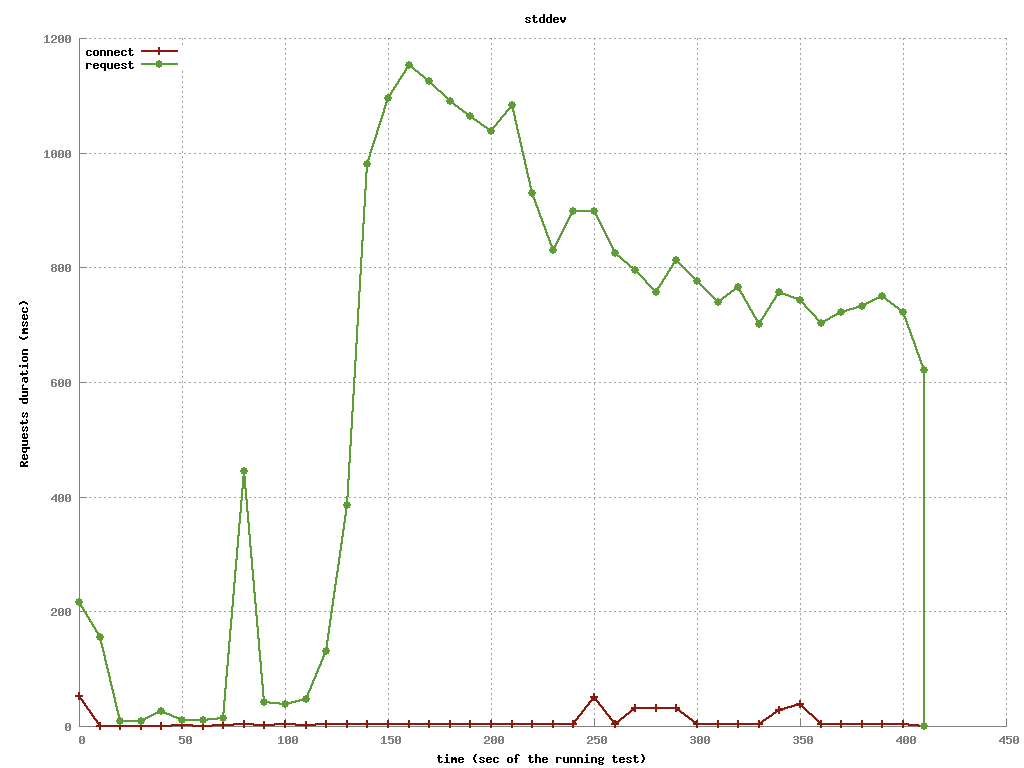 stddev
connect
request
1200
1000
800
600
400
200
0
Requests duration (msec)
0 50 100 150 200 250 300 350 400 450
time (sec of the running test)